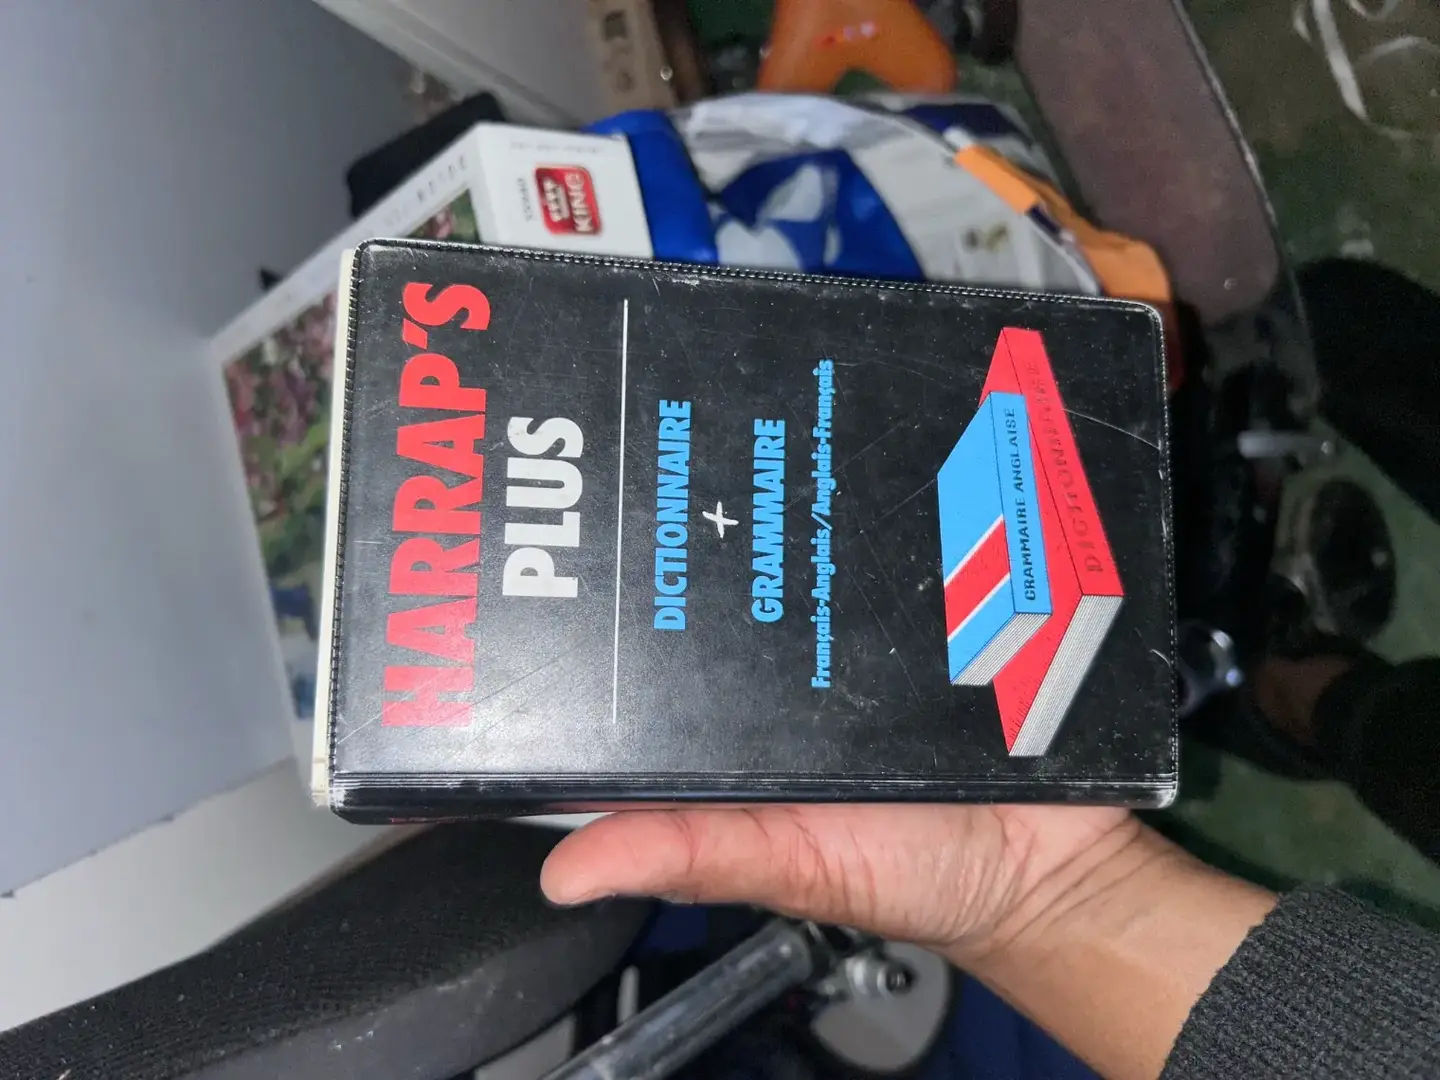 HARRAP'S
PLUS
DICTIONNAIRE
+
GRAMMAIRE
Français-Anglais/Anglais-Français
GRAMMAIRE ANGLAISE
DICTIONNAIRE
KING